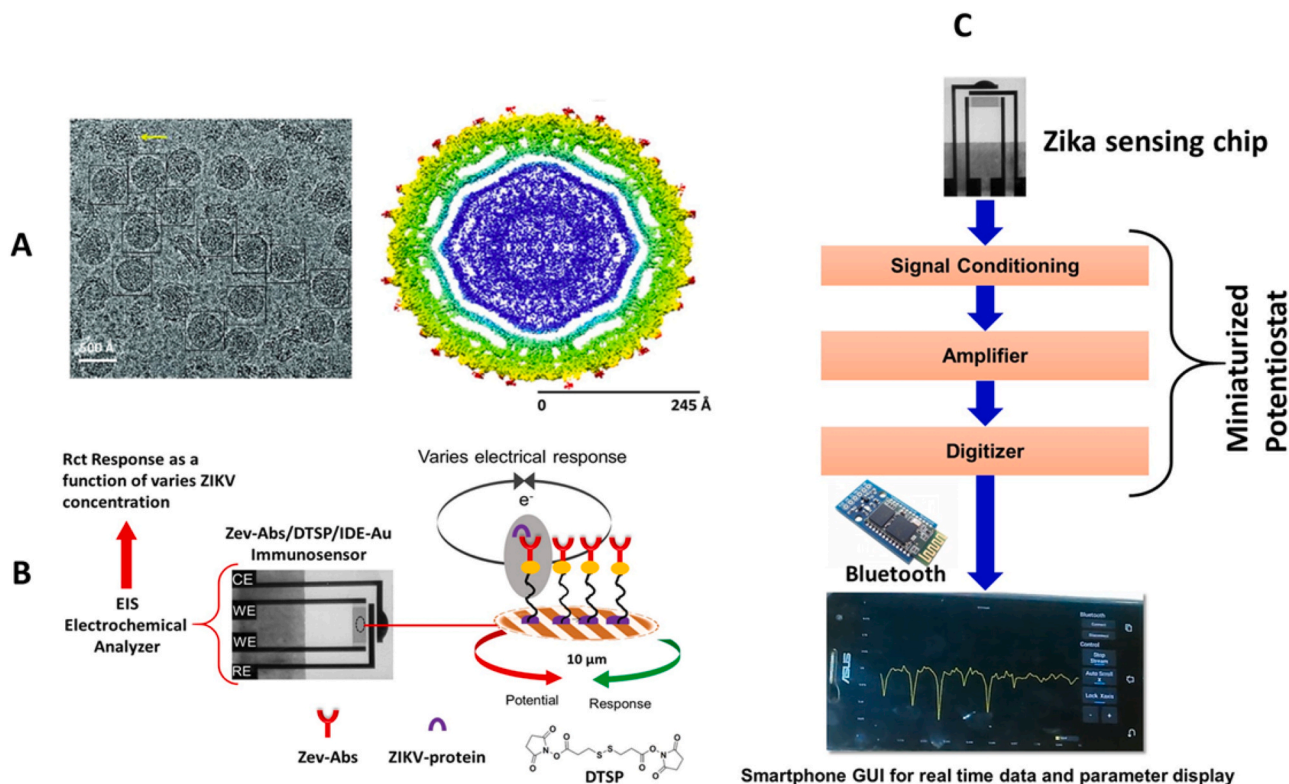 A
500 Å
0
245 Å
B
Rct Response as a
function of varies ZIKV
concentration
EIS
Electrochemical
Analyzer
Zev-Abs/DTSP/IDE-Au
Immunosensor
CE
WE
WE
RE
Varies electrical response
e-
10 µm
Potential
Response
Zev-Abs
ZIKV-protein
O
O
O
O
N
O
S
S
O
N
O
O
DTSP
C
Zika sensing chip
Signal Conditioning
Amplifier
Digitizer
Miniaturized
Potentiostat
Bluetooth
ASUS
Bluetooth
Connect
Disconnect
Control
Stop
Stream
Auto Scroll
X
Lock Xaxis
-
+
Smartphone GUI for real time data and parameter display